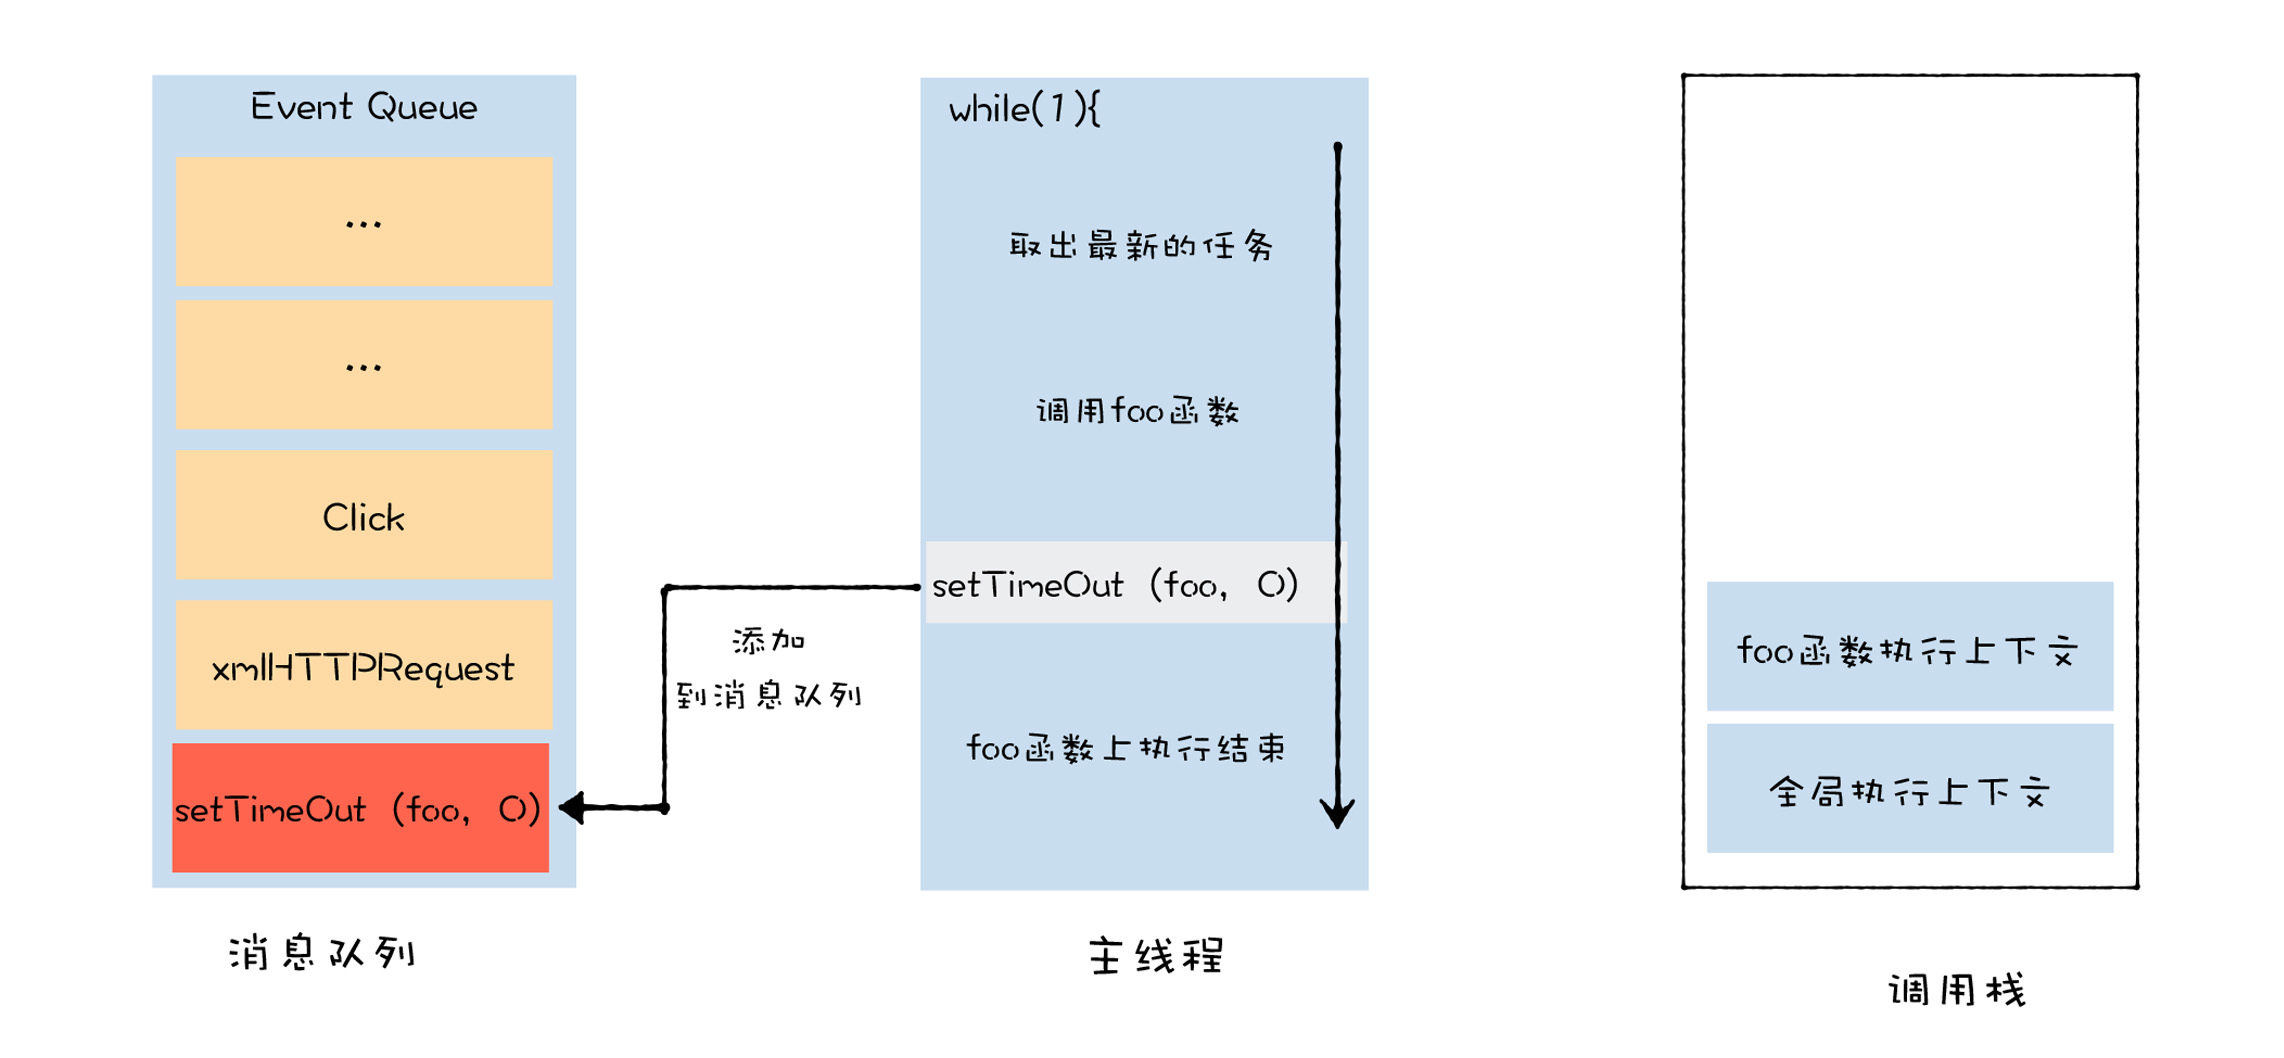 Event Queue
...
...
Click
xmlHTTPRequest
setTimeOut (foo, 0)
消息队列
添加
到消息队列
while(1){
取出最新的任务
调用foo函数
setTimeOut (foo, 0)
foo函数上执行结束
主线程
foo函数执行上下文
全局执行上下文
调用栈